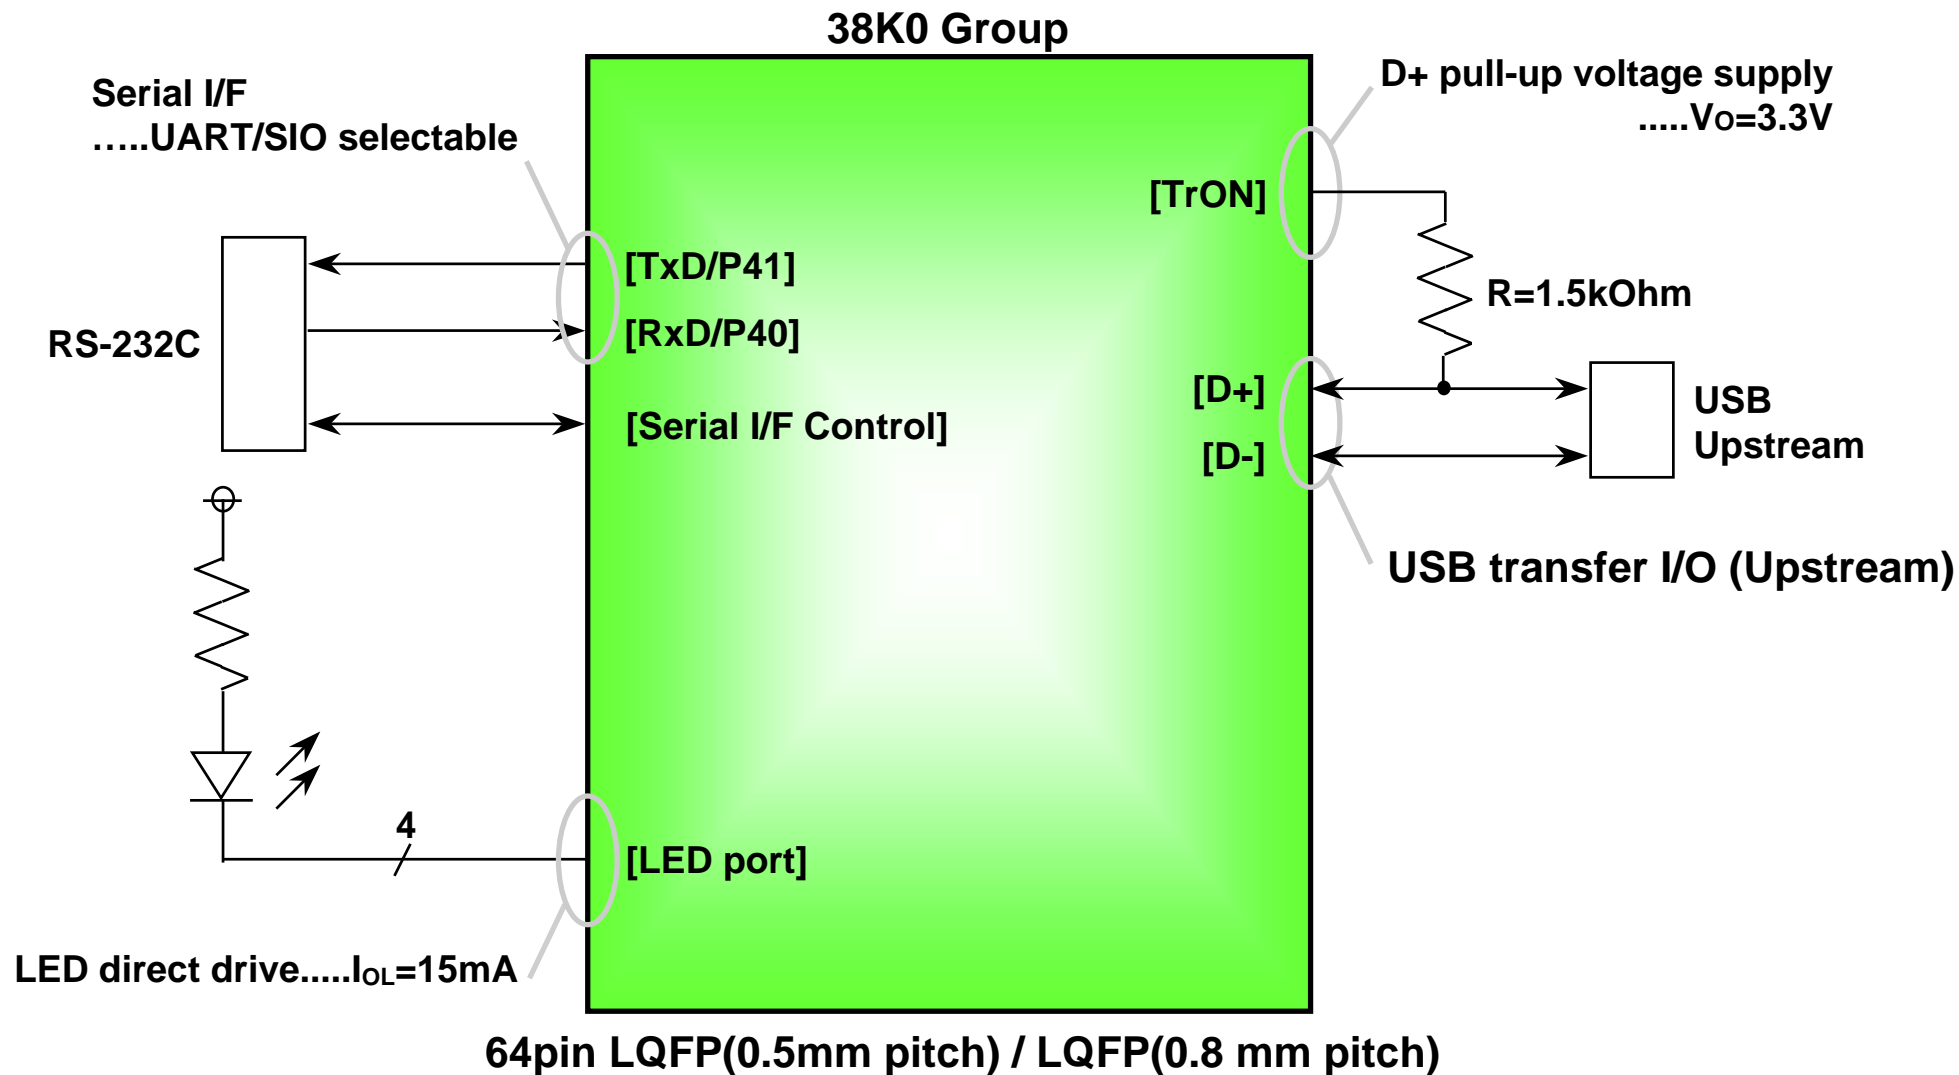 38K0 Group
Serial I/F
.....UART/SIO selectable
D+ pull-up voltage supply
.....VO=3.3V
[TrON]
[TxD/P41]
R=1.5kOhm
[RxD/P40]
RS-232C
[D+]
USB
Upstream
[Serial I/F Control]
[D-]
USB transfer I/O (Upstream)
4
[LED port]
LED direct drive.....IOL=15mA
64pin LQFP(0.5mm pitch) / LQFP(0.8 mm pitch)